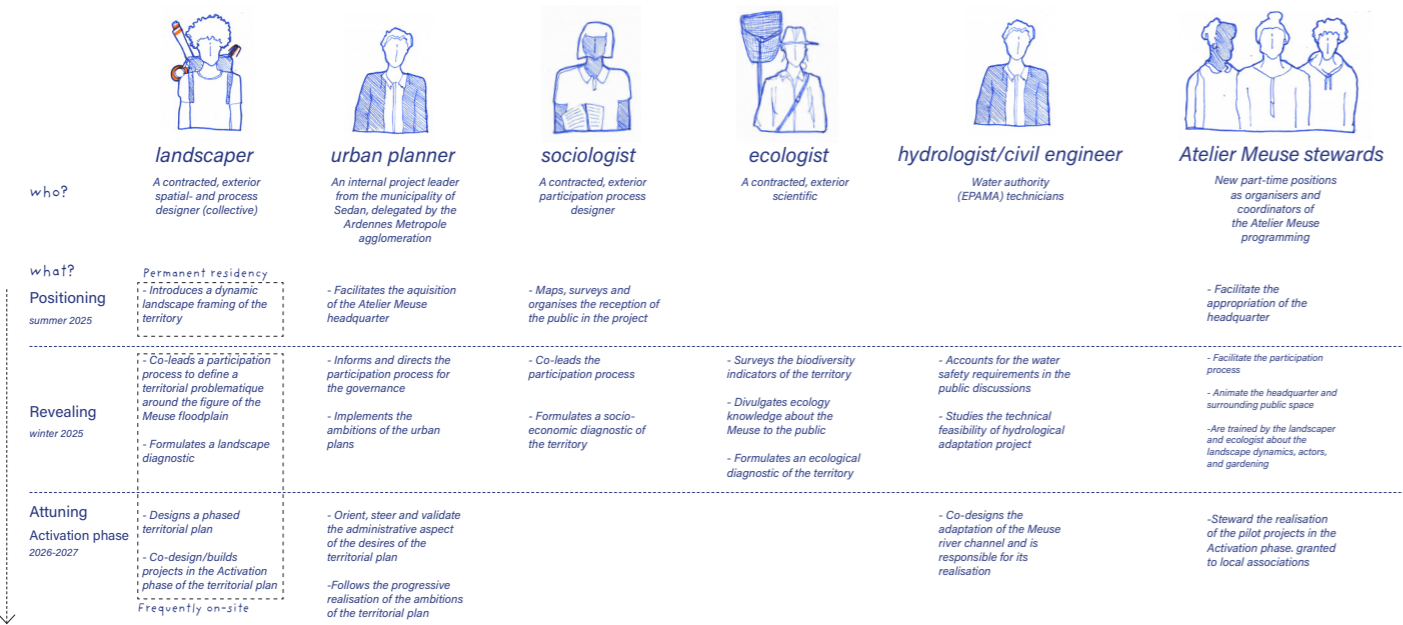 landscaper
urban planner
sociologist
ecologist
hydrologist/civil engineer
Atelier Meuse stewards
who?
A contracted, exterior
spatial- and process
designer (collective)
An internal project leader
from the municipality of
Sedan, delegated by the
Ardennes Metropole
agglomeration
A contracted, exterior
participation process
designer
A contracted, exterior
scientific
Water authority
(EPAMA) technicians
New part-time positions
as organisers and
coordinators of
the Atelier Meuse
programming
what?
Permanent residency
Positioning
summer 2025
- Introduces a dynamic
landscape framing of the
territory
- Facilitates the aquisition
of the Atelier Meuse
headquarter
- Maps, surveys and
organises the reception of
the public in the project
- Facilitate the
appropriation of the
headquarter
Revealing
winter 2025
- Co-leads a participation
process to define a
territorial problematique
around the figure of the
Meuse floodplain
- Formulates a landscape
diagnostic
- Informs and directs the
participation process for
the governance
- Implements the
ambitions of the urban
plans
- Co-leads the
participation process
- Formulates a socio-
economic diagnostic of
the territory
- Surveys the biodiversity
indicators of the territory
- Divulgates ecology
knowledge about the
Meuse to the public
- Formulates an ecological
diagnostic of the territory
- Accounts for the water
safety requirements in the
public discussions
- Studies the technical
feasibility of hydrological
adaptation project
- Facilitate the participation
process
- Animate the headquarter and
surrounding public space
-Are trained by the landscaper
and ecologist about the
landscape dynamics, actors,
and gardening
Attuning
Activation phase
2026-2027
- Designs a phased
territorial plan
- Co-design/builds
projects in the Activation
phase of the territorial plan
Frequently on-site
- Orient, steer and validate
the administrative aspect
of the desires of the
territorial plan
-Follows the progressive
realisation of the ambitions
of the territorial plan
- Co-designs the
adaptation of the Meuse
river channel and is
responsible for its
realisation
-Steward the realisation
of the pilot projects in the
Activation phase. granted
to local associations